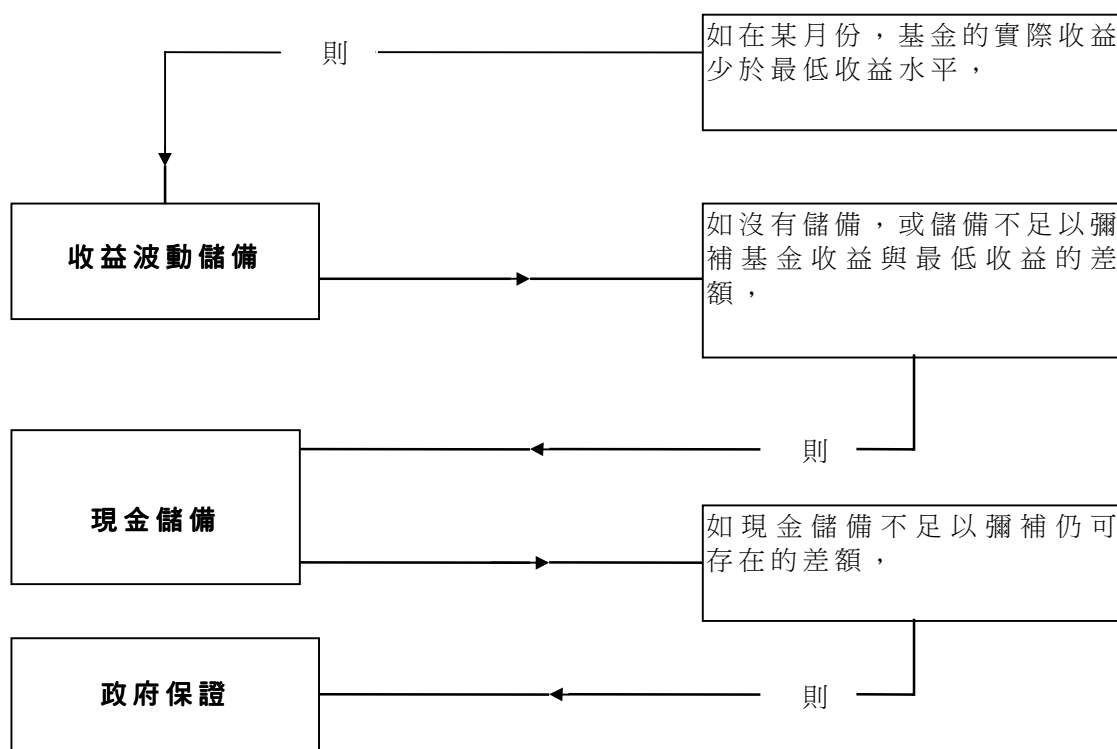 如在某月份，基金的實際收益
少於最低收益水平，
則
收益波動儲備
如沒有儲備，或儲備不足以彌
補基金收益與最低收益的差
額，
則
現金儲備
如現金儲備不足以彌補仍可
存在的差額，
則
政府保證